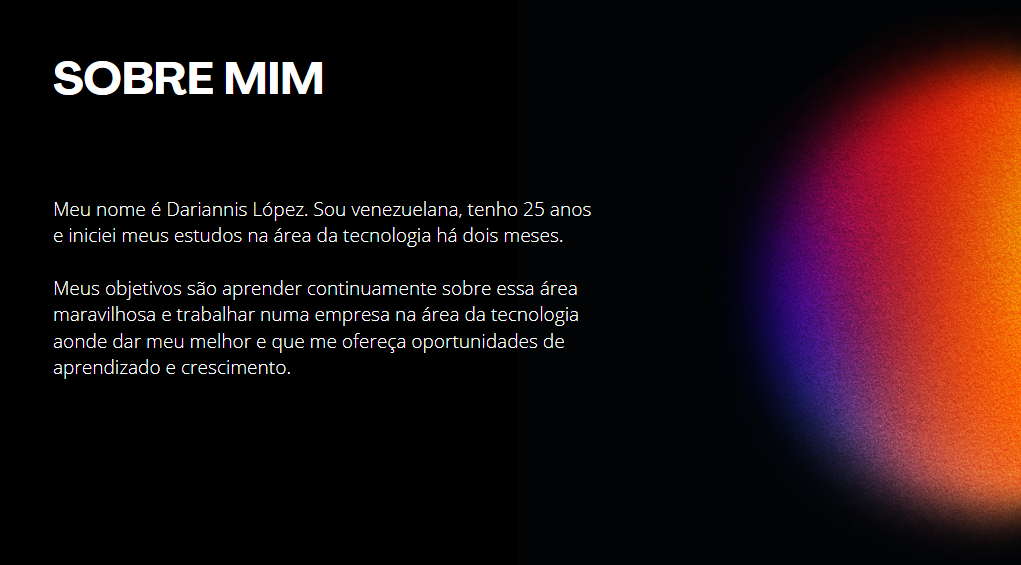 SOBRE MIM
Meu nome é Dariannis López. Sou venezuelana, tenho 25 anos
e iniciei meus estudos na área da tecnologia há dois meses.
Meus objetivos são aprender continuamente sobre essa área
maravilhosa e trabalhar numa empresa na área da tecnologia
aonde dar meu melhor e que me ofereça oportunidades de
aprendizado e crescimento.